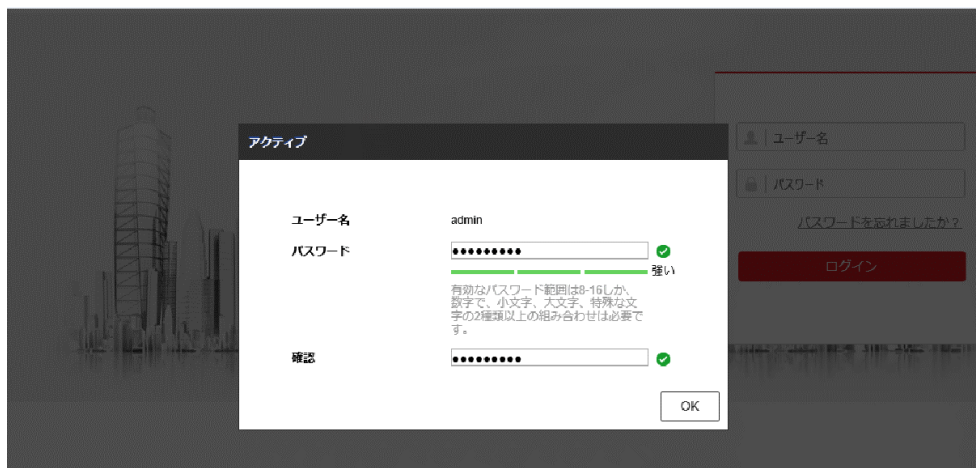 アクティブ
ユーザー名 admin
パスワード •••••••••
強い
有効なパスワード範囲は8-16しか、
数字で、小文字、大文字、特殊な文
字の2種類以上の組み合わせは必要で
す。
確認 •••••••••
OK
ユーザー名
パスワード
パスワードを忘れましたか？
ログイン